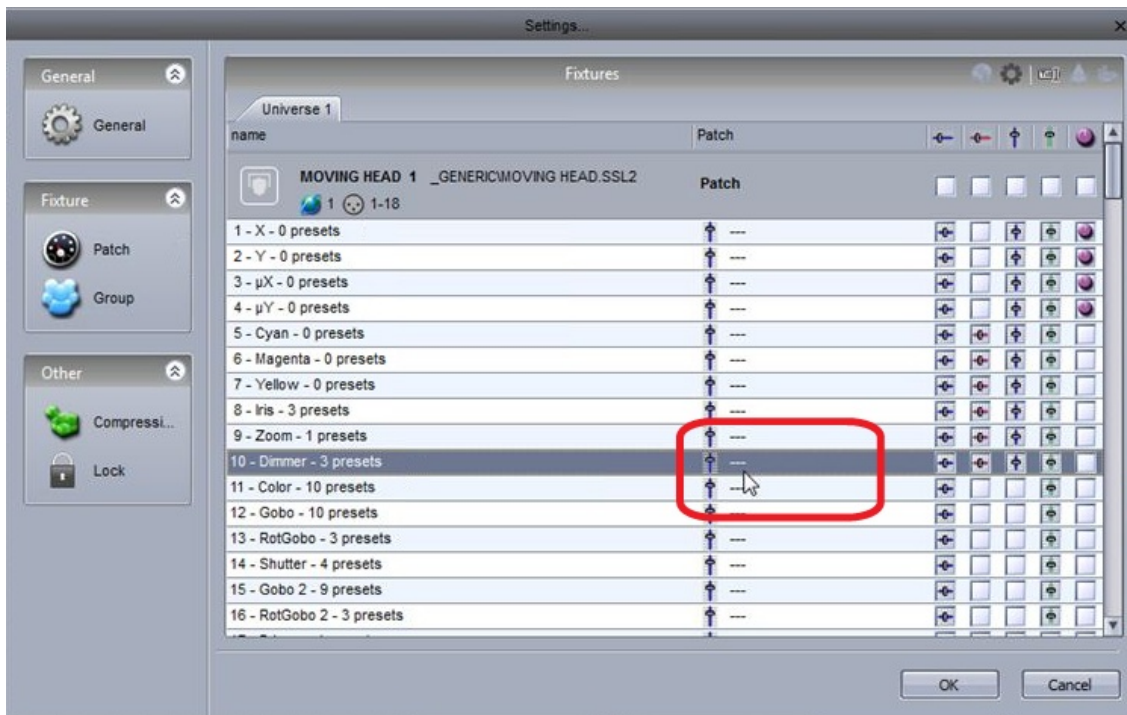 Settings...
General
General
Fixture
Patch
Group
Other
Compressi...
Lock
Fixtures
Universe 1
name Patch
MOVING HEAD 1 _GENERIC\MOVING HEAD.SSL2 Patch
1 1-18
1 - X - 0 presets ---
2 - Y - 0 presets ---
3 - µX - 0 presets ---
4 - µY - 0 presets ---
5 - Cyan - 0 presets ---
6 - Magenta - 0 presets ---
7 - Yellow - 0 presets ---
8 - Iris - 3 presets ---
9 - Zoom - 1 presets ---
10 - Dimmer - 3 presets ---
11 - Color - 10 presets ---
12 - Gobo - 10 presets ---
13 - RotGobo - 3 presets ---
14 - Shutter - 4 presets ---
15 - Gobo 2 - 9 presets ---
16 - RotGobo 2 - 3 presets ---
OK Cancel